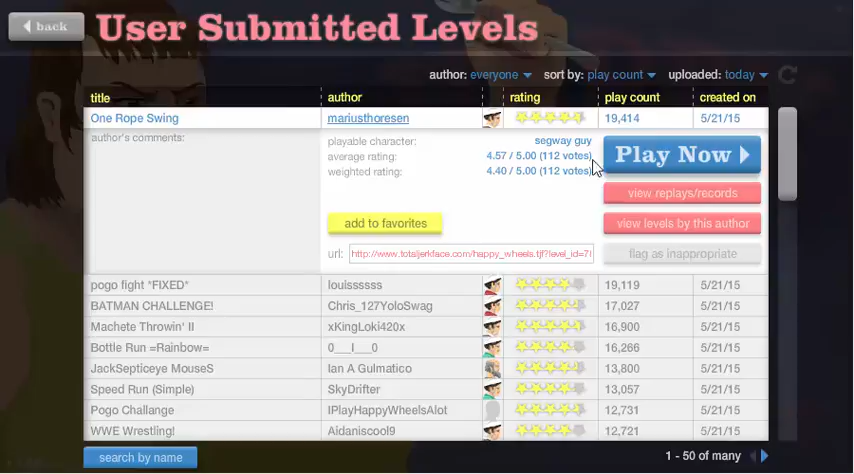 back
User Submitted Levels
author: everyone sort by: play count uploaded: today
title author rating play count created on
One Rope Swing mariusthoresen 19,414 5/21/15
author's comments:
playable character: segway guy
average rating: 4.57 / 5.00 (112 votes)
weighted rating: 4.40 / 5.00 (112 votes)
Play Now
view replays/records
add to favorites
view levels by this author
url: http://www.totaljerkface.com/happy_wheels.tjf?level_id=7
flag as inappropriate
pogo fight *FIXED* louissssss 19,119 5/21/15
BATMAN CHALLENGE! Chris_127YoloSwag 17,027 5/21/15
Machete Throwin' II xKingLoki420x 16,900 5/21/15
Bottle Run =Rainbow= 0___I___0 16,266 5/21/15
JackSepticeye MouseS Ian A Gulmatico 13,800 5/21/15
Speed Run (Simple) SkyDrifter 13,057 5/21/15
Pogo Challange IPlayHappyWheelsAlot 12,731 5/21/15
WWE Wrestling! Aidaniscool9 12,721 5/21/15
search by name
1 - 50 of many